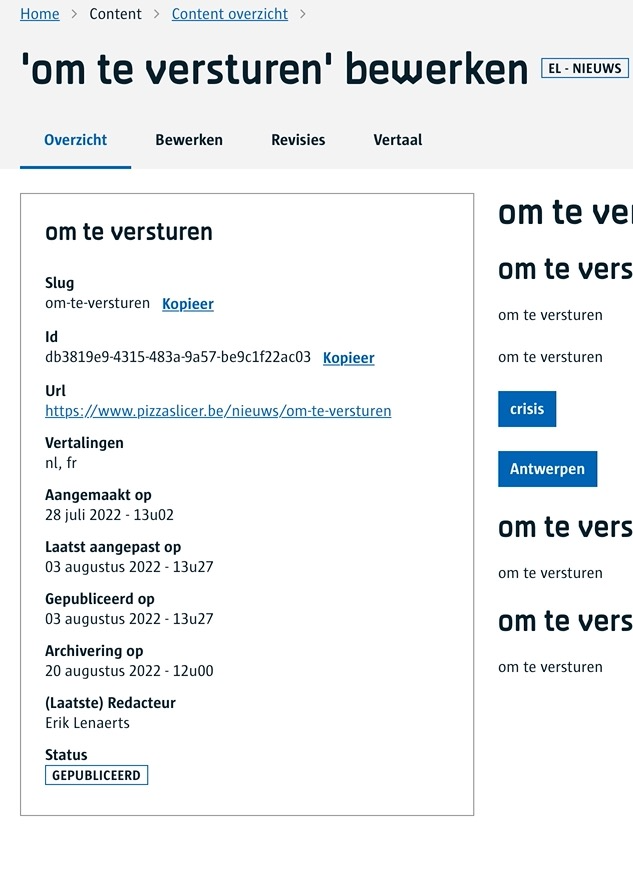 Home > Content > Content overzicht >
'om te versturen' bewerken EL - NIEUWS
Overzicht Bewerken Revisies Vertaal
om te versturen
Slug
om-te-versturen Kopieer
Id
db3819e9-4315-483a-9a57-be9c1f22ac03 Kopieer
Url
https://www.pizzaslicer.be/nieuws/om-te-versturen
Vertalingen
nl, fr
Aangemaakt op
28 juli 2022 - 13u02
Laatst aangepast op
03 augustus 2022 - 13u27
Gepubliceerd op
03 augustus 2022 - 13u27
Archivering op
20 augustus 2022 - 12u00
(Laatste) Redacteur
Erik Lenaerts
Status
GEPUBLICEERD
om te ve
om te vers
om te versturen
om te versturen
crisis
Antwerpen
om te vers
om te versturen
om te vers
om te versturen